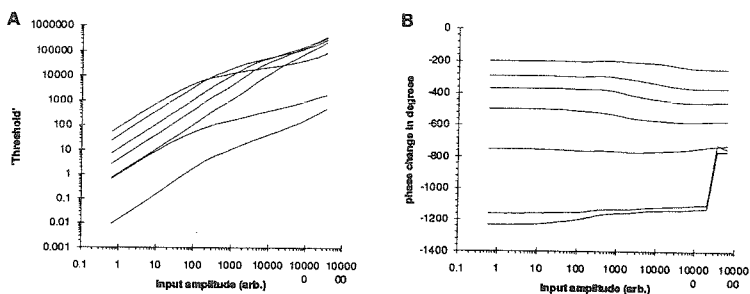 A
1000000
100000
10000
1000
100
10
1
0.1
0.01
0.001
'Threshold'
0.1 1 10 100 1000 10000 10000 10000
0 00
Input amplitude (arb.)
B
0
-200
-400
-600
-800
-1000
-1200
-1400
phase change in degrees
0.1 1 10 100 1000 10000 10000 10000
0 00
Input amplitude (arb.)